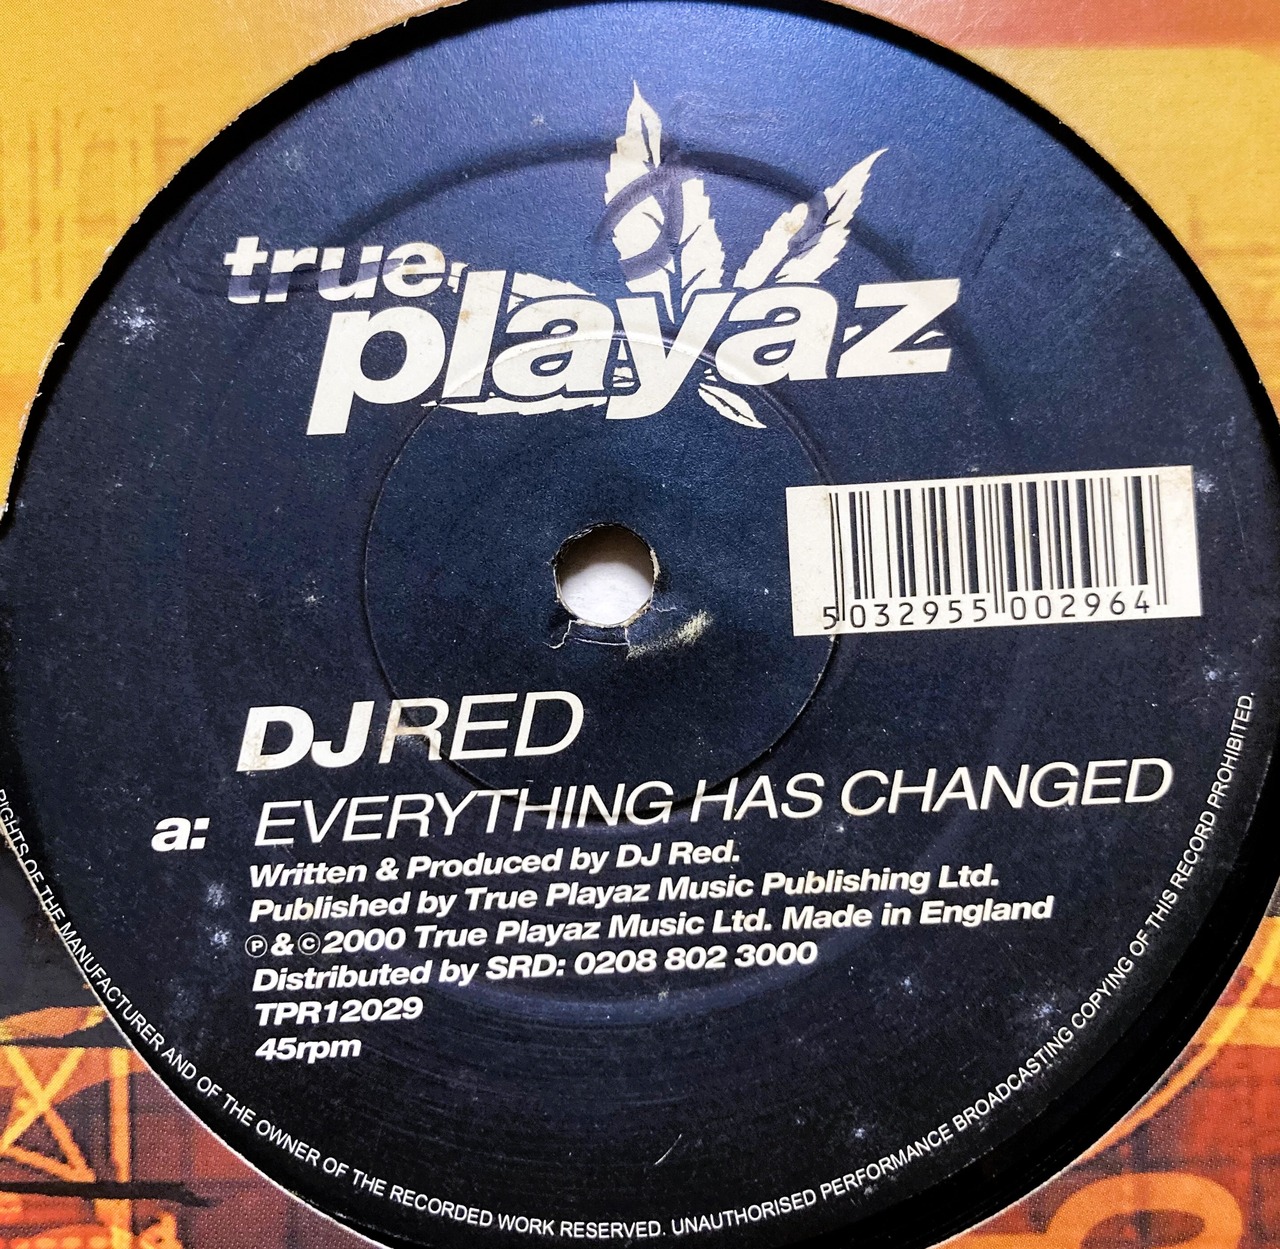 true
playaz
5 032955 002964
DJ RED
a: EVERYTHING HAS CHANGED
Written & Produced by DJ Red.
Published by True Playaz Music Publishing Ltd.
Ⓟ & © 2000 True Playaz Music Ltd. Made in England
Distributed by SRD: 0208 802 3000
TPR12029
45rpm
RIGHTS OF THE MANUFACTURER AND OF THE OWNER OF THE RECORDED WORK RESERVED. UNAUTHORISED PERFORMANCE BROADCASTING COPYING OF THIS RECORD PROHIBITED.